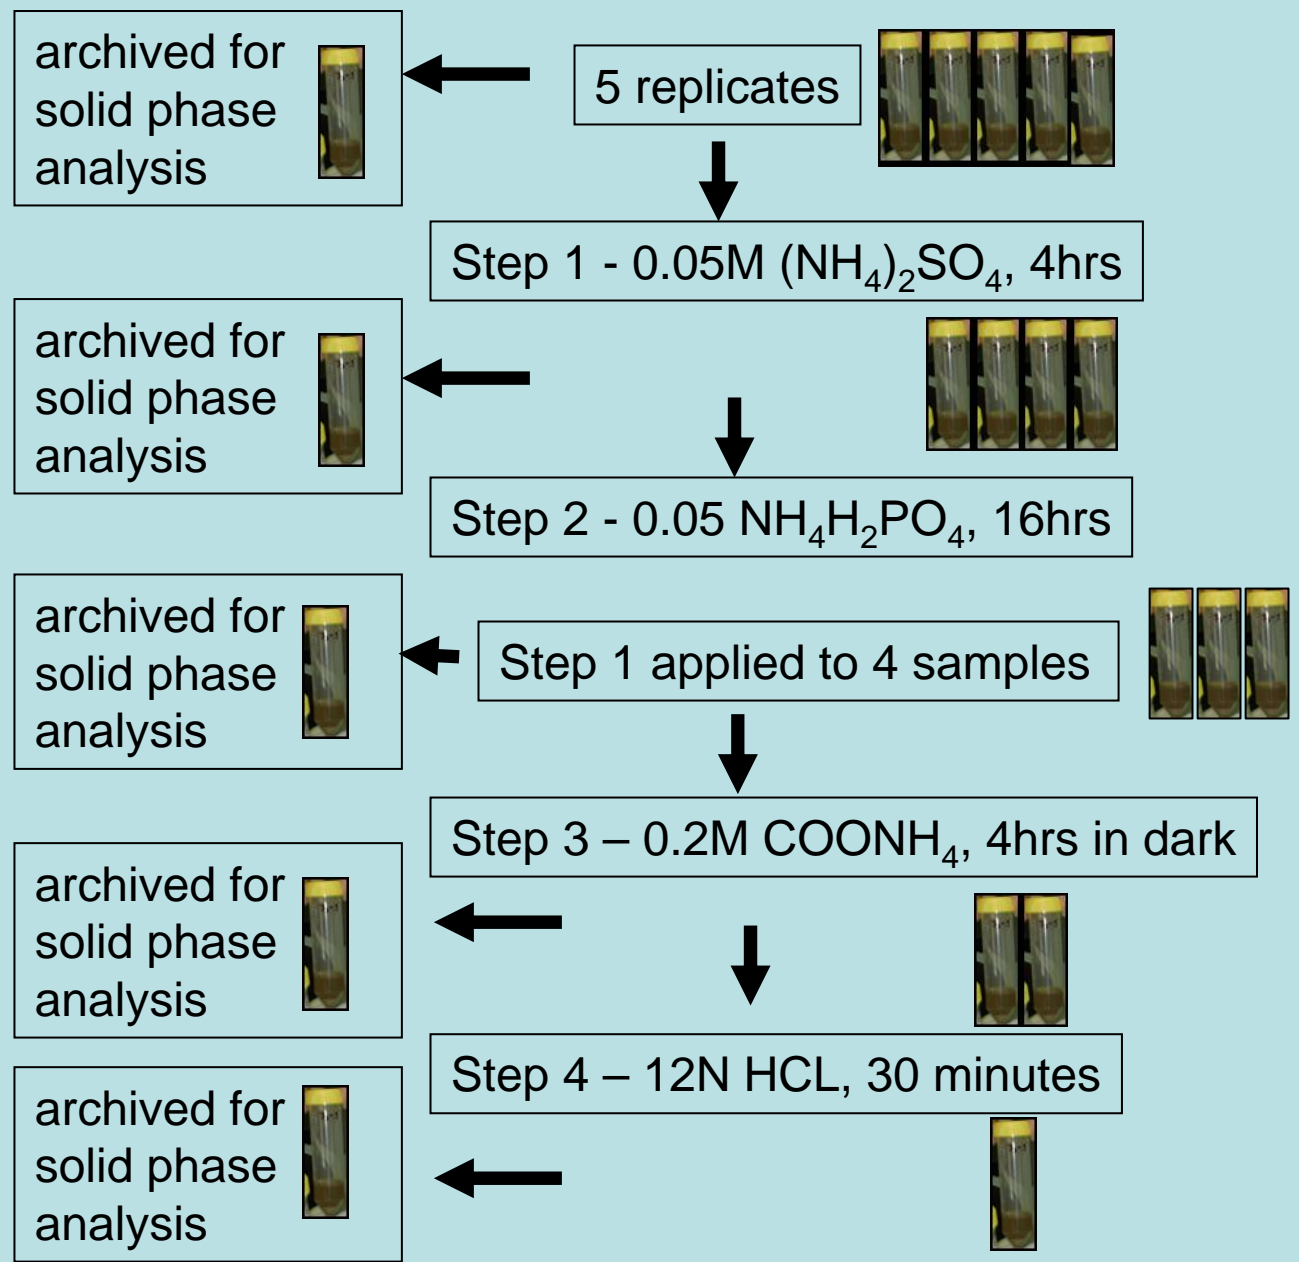 archived for
solid phase
analysis
5 replicates
Step 1 - 0.05M (NH₄)₂SO₄, 4hrs
archived for
solid phase
analysis
Step 2 - 0.05 NH₄H₂PO₄, 16hrs
archived for
solid phase
analysis
Step 1 applied to 4 samples
Step 3 – 0.2M COONH₄, 4hrs in dark
archived for
solid phase
analysis
Step 4 – 12N HCL, 30 minutes
archived for
solid phase
analysis